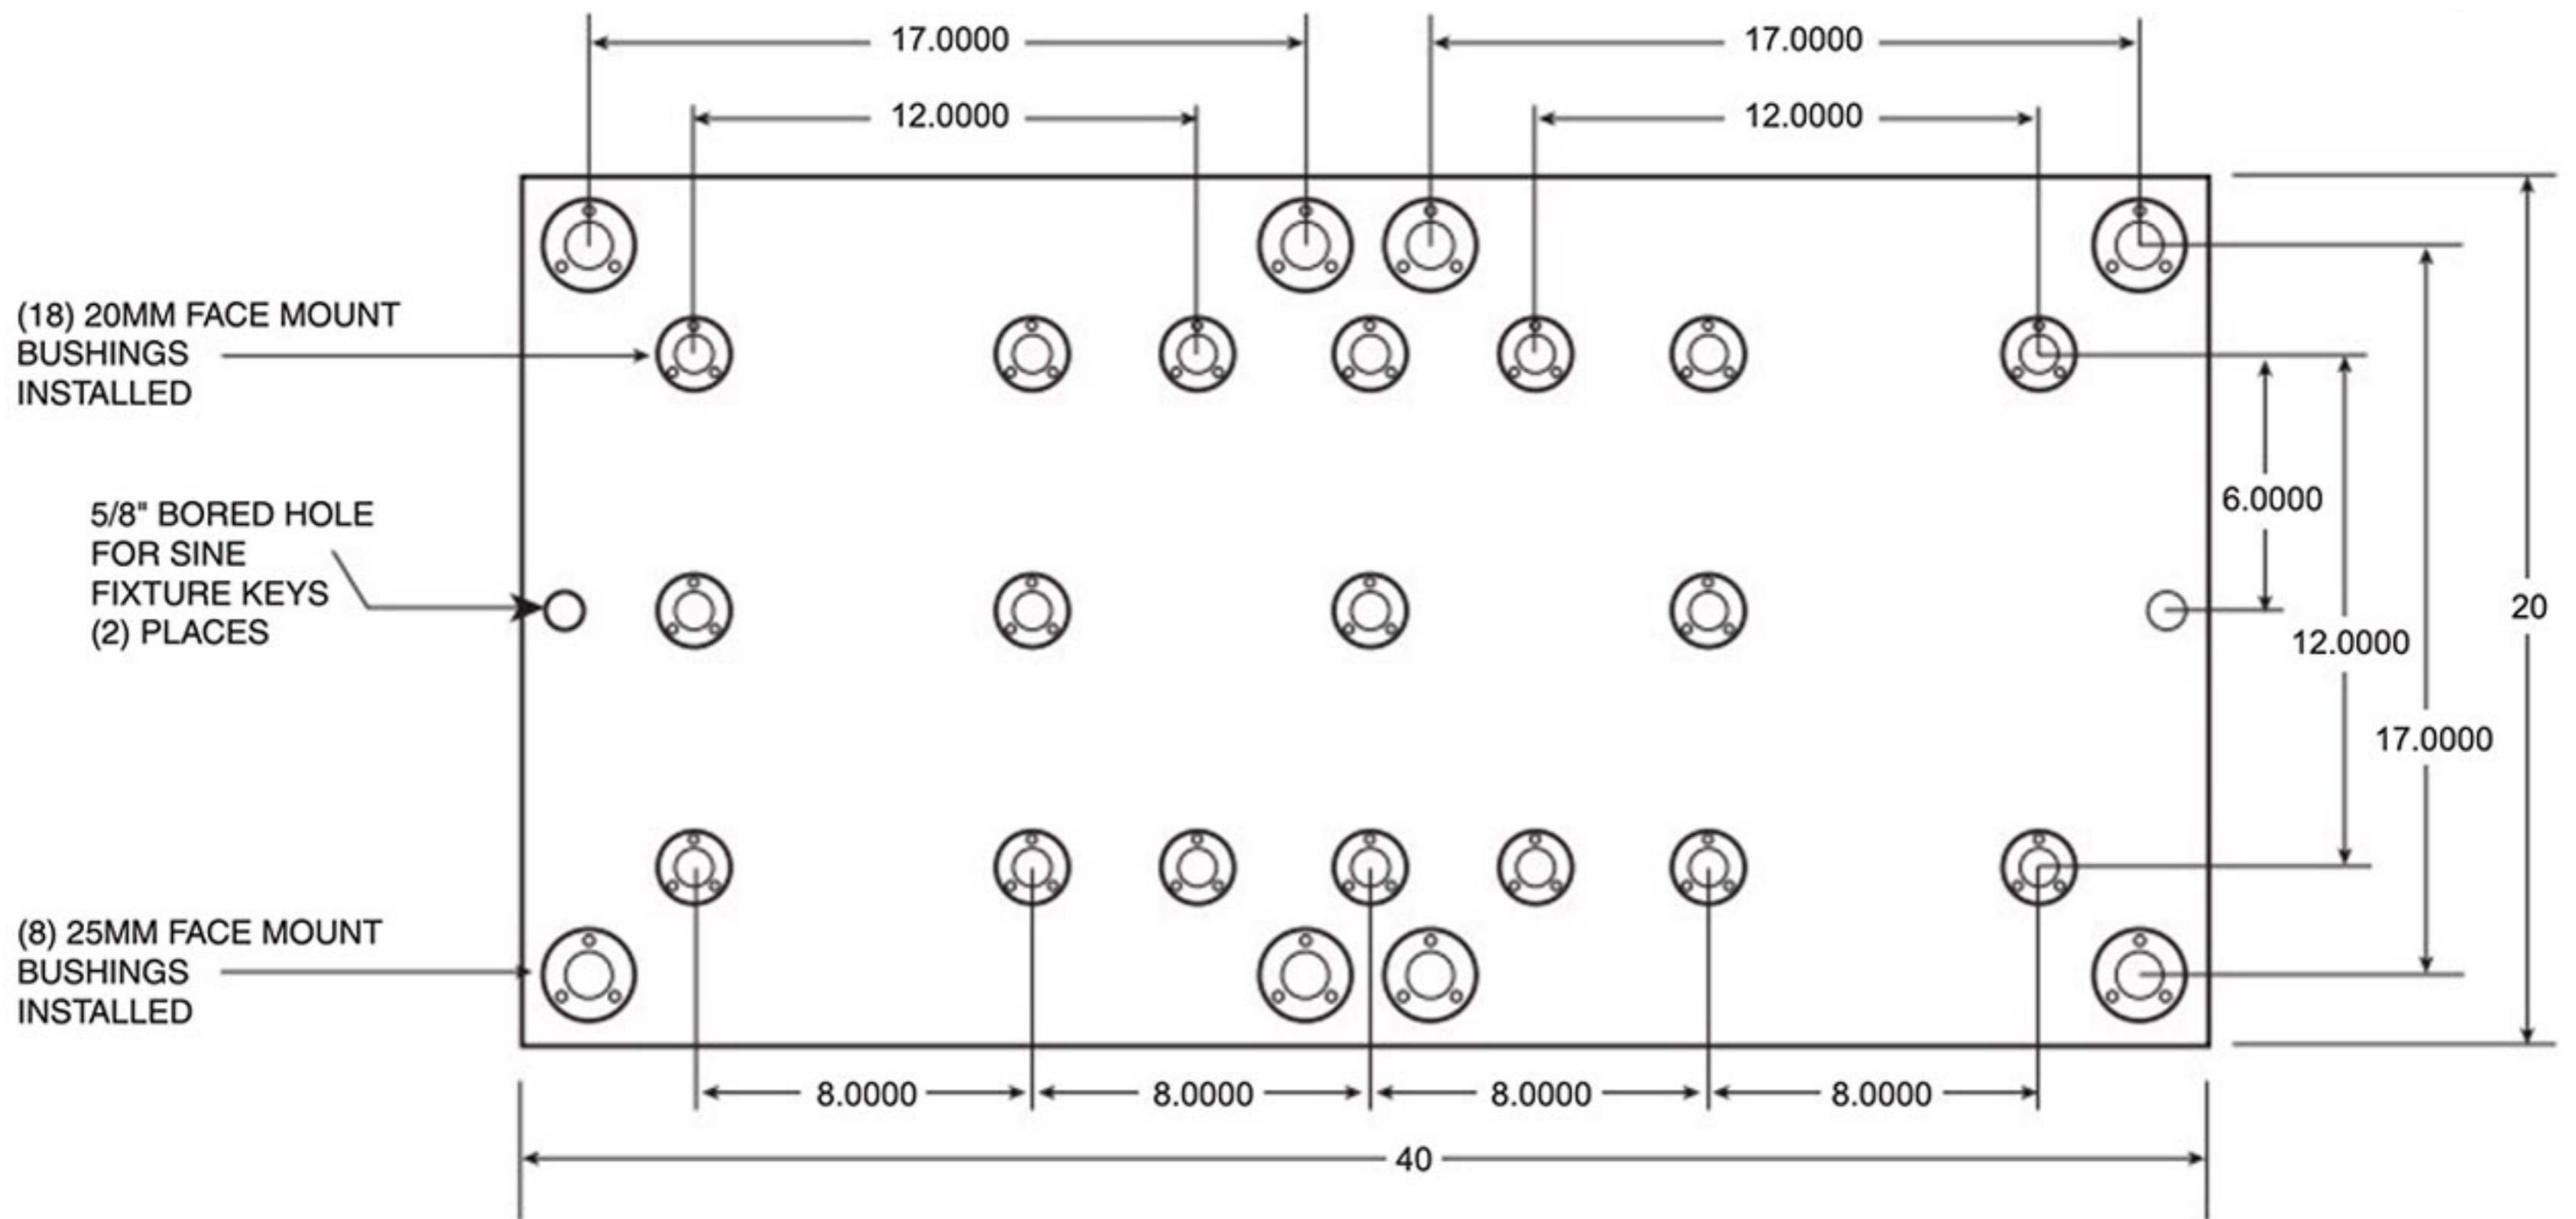 17.0000
17.0000
12.0000
12.0000
(18) 20MM FACE MOUNT
BUSHINGS
INSTALLED
5/8" BORED HOLE
FOR SINE
FIXTURE KEYS
(2) PLACES
6.0000
20
12.0000
17.0000
(8) 25MM FACE MOUNT
BUSHINGS
INSTALLED
8.0000
8.0000
8.0000
8.0000
40